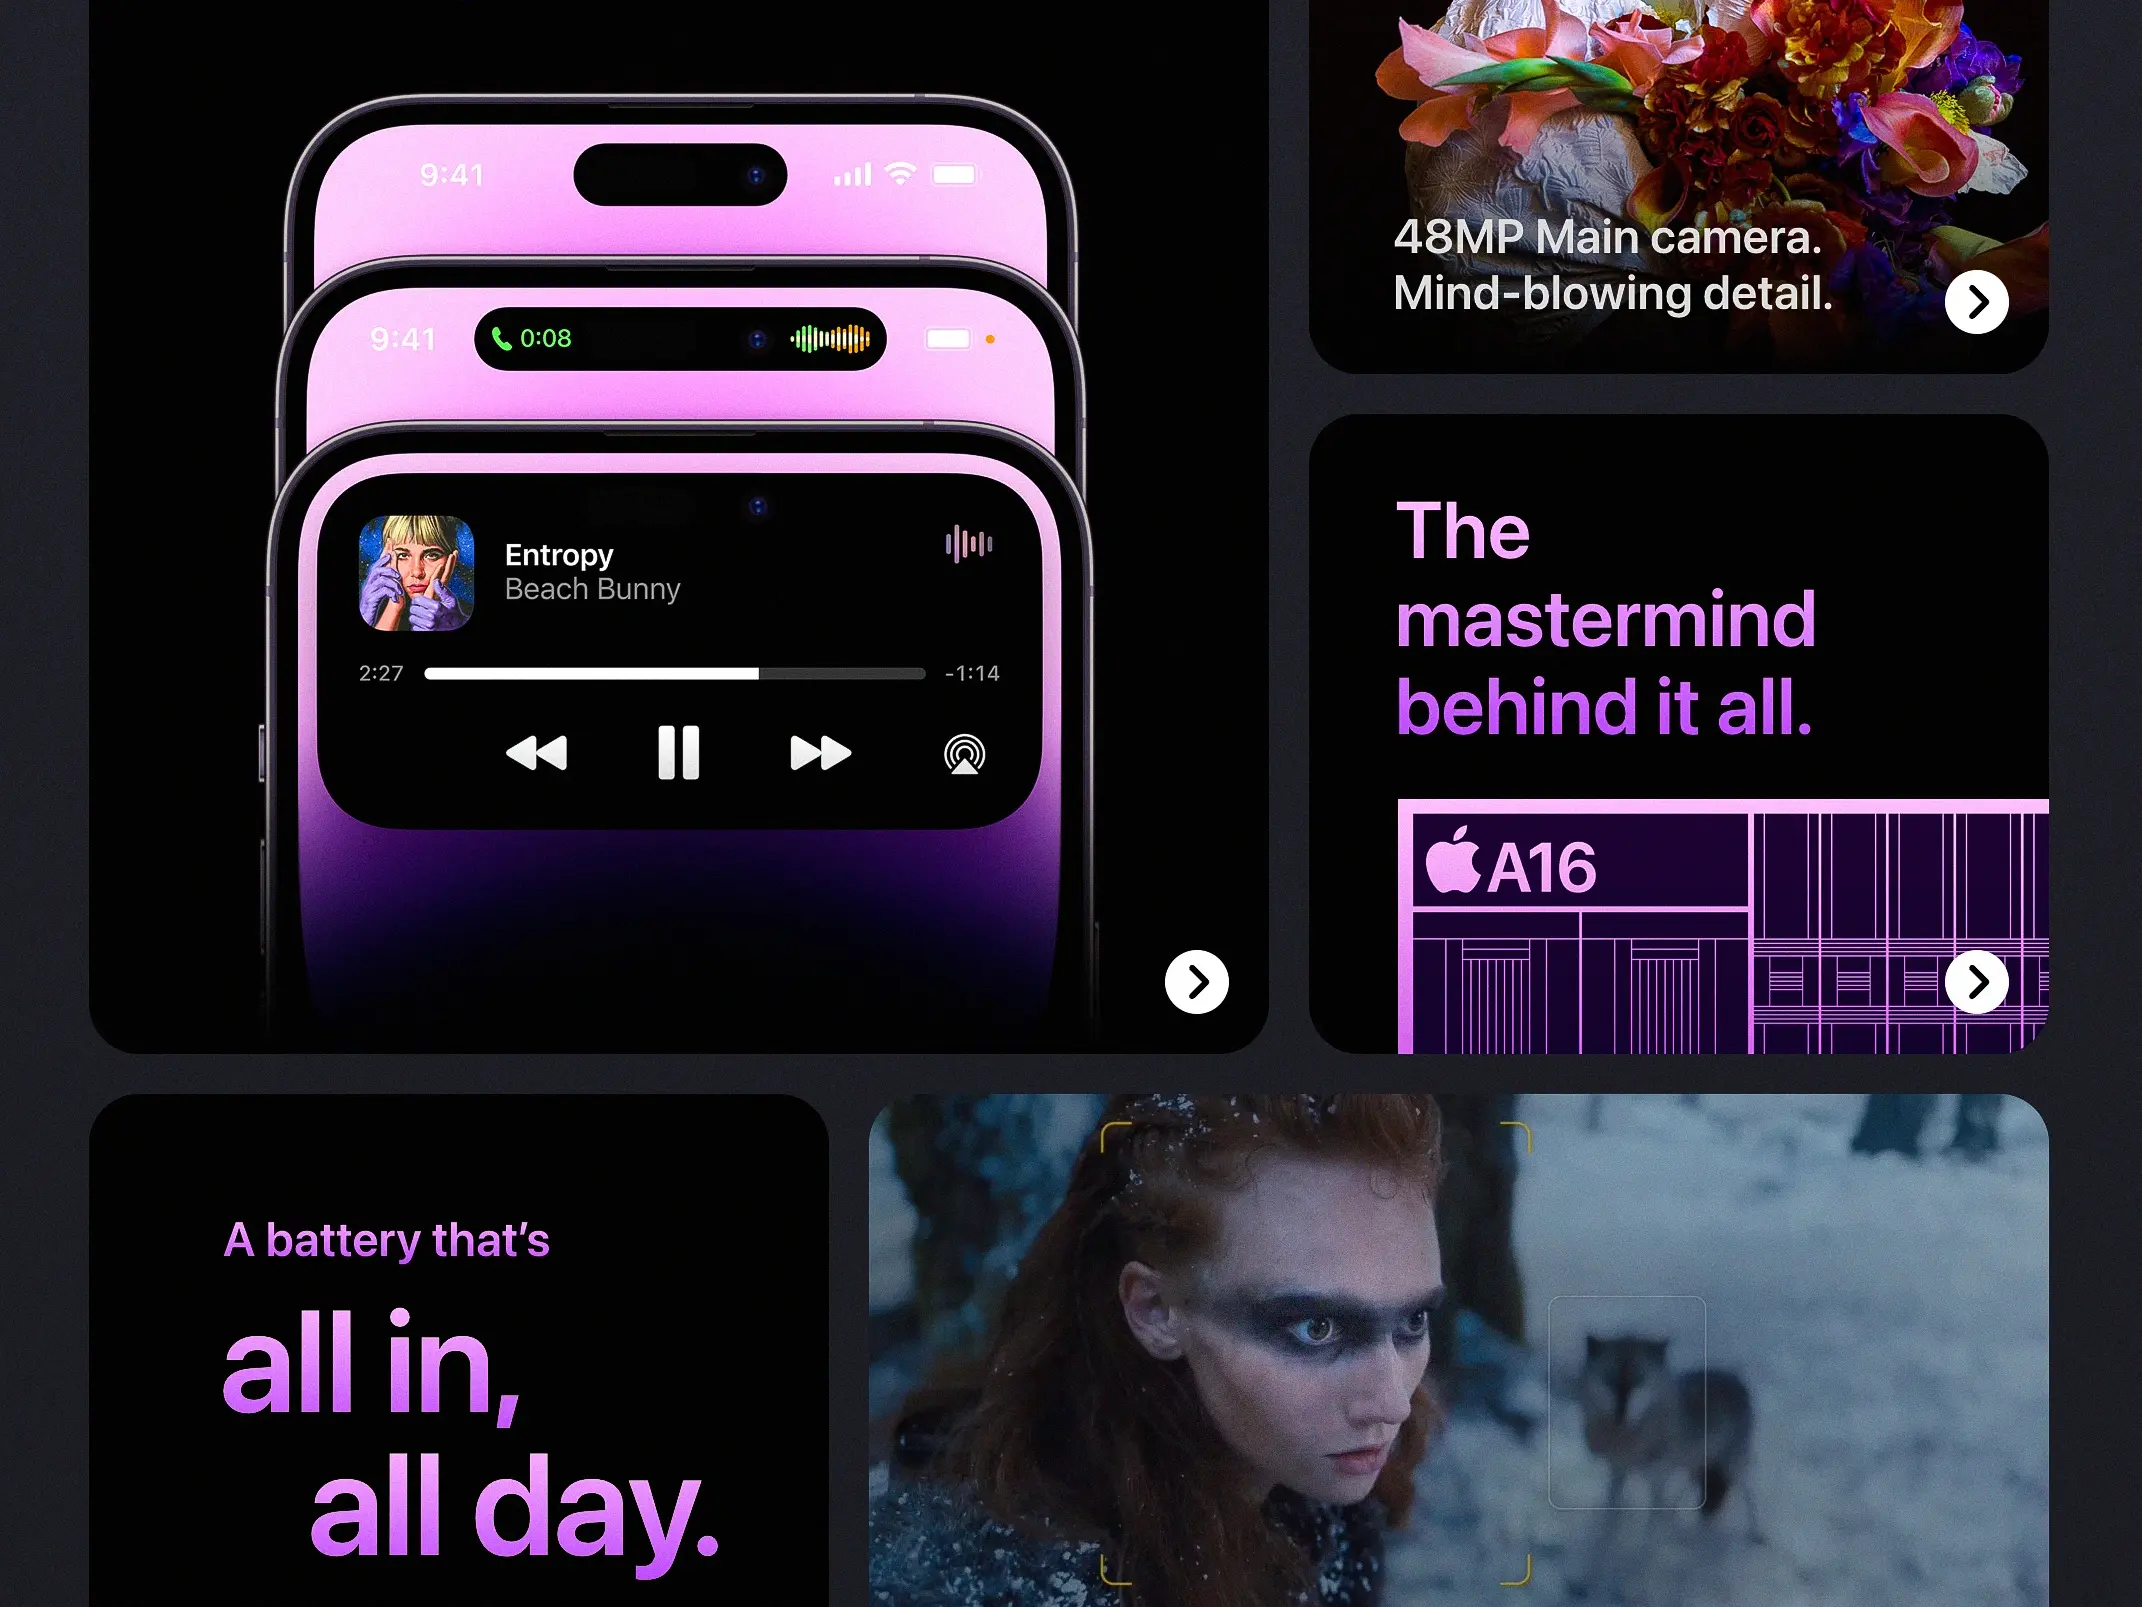 9:41
9:41
0:08
Entropy
Beach Bunny
2:27
-1:14
48MP Main camera.
Mind-blowing detail.
The
mastermind
behind it all.
A16
A battery that’s
all in,
all day.